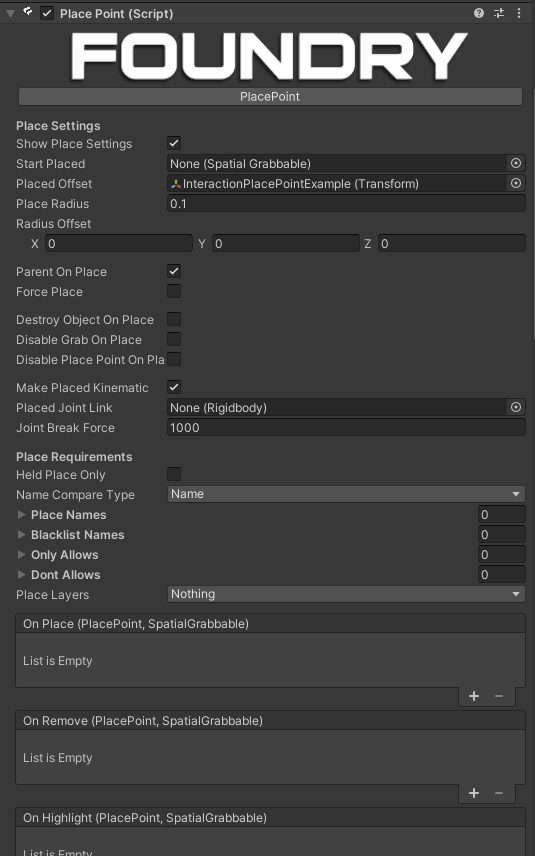 Place Point (Script)
FOUNDRY
PlacePoint
Place Settings
Show Place Settings
Start Placed None (Spatial Grabbable)
Placed Offset InteractionPlacePointExample (Transform)
Place Radius 0.1
Radius Offset
X 0 Y 0 Z 0
Parent On Place
Force Place
Destroy Object On Place
Disable Grab On Place
Disable Place Point On Pla
Make Placed Kinematic
Placed Joint Link None (Rigidbody)
Joint Break Force 1000
Place Requirements
Held Place Only
Name Compare Type Name
Place Names 0
Blacklist Names 0
Only Allows 0
Dont Allows 0
Place Layers Nothing
On Place (PlacePoint, SpatialGrabbable)
List is Empty
+ −
On Remove (PlacePoint, SpatialGrabbable)
List is Empty
+ −
On Highlight (PlacePoint, SpatialGrabbable)
List is Empty